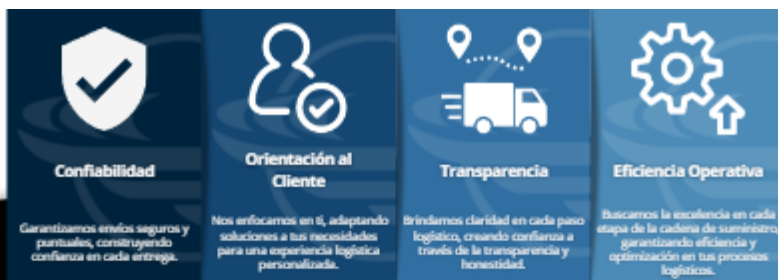 Confiabilidad
Garantizamos envíos seguros y
puntuales, construyendo
confianza en cada entrega.
Orientación al
Cliente
Nos enfocamos en ti, adaptando
soluciones a tus necesidades
para una experiencia logística
personalizada.
Transparencia
Brindamos claridad en cada paso
logístico, creando confianza a
través de la transparencia y
honestidad.
Eficiencia Operativa
Buscamos la excelencia en cada
etapa de la cadena de suministro,
garantizando eficiencia y
optimización en tus procesos
logísticos.